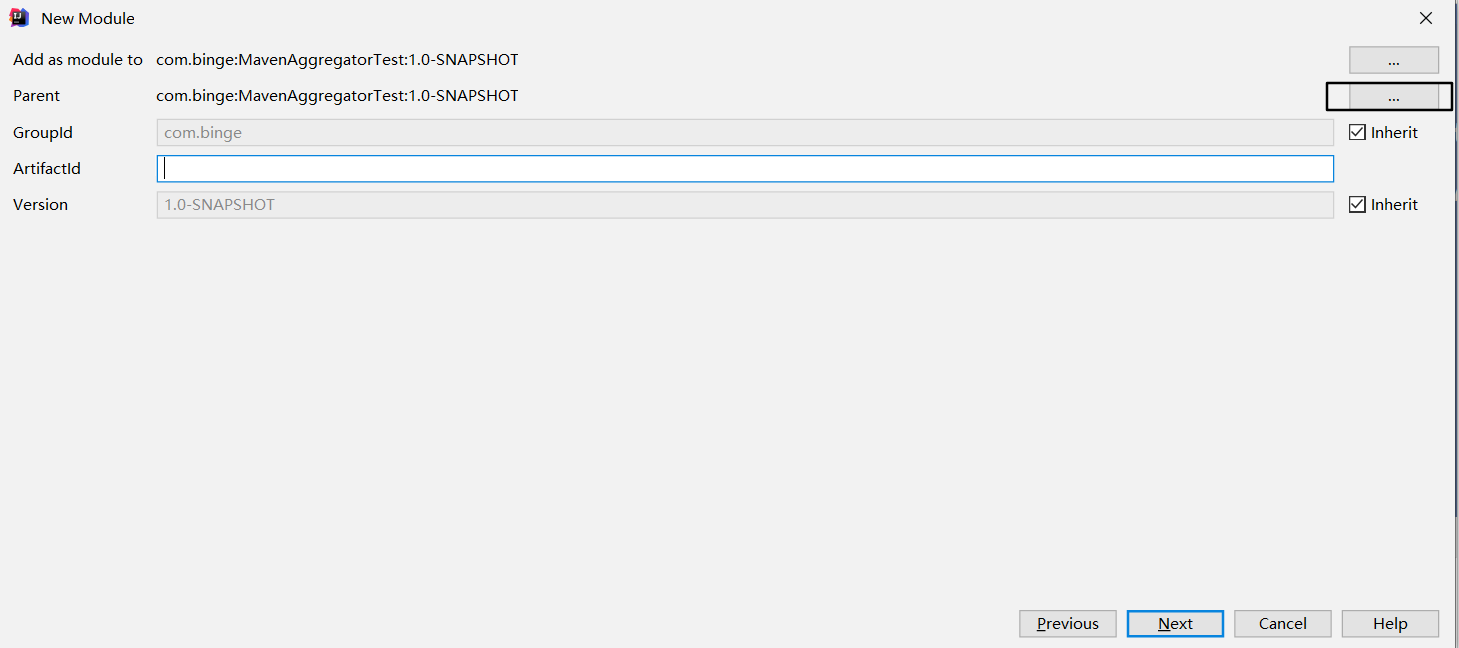 New Module
Add as module to com.binge:MavenAggregatorTest:1.0-SNAPSHOT ...
Parent com.binge:MavenAggregatorTest:1.0-SNAPSHOT ...
GroupId com.binge Inherit
ArtifactId
Version 1.0-SNAPSHOT Inherit
Previous Next Cancel Help